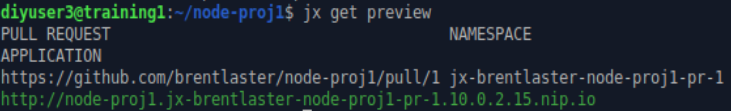 diyuser3@training1:~/node-proj1$ jx get preview
PULL REQUEST NAMESPACE
APPLICATION
https://github.com/brentlaster/node-proj1/pull/1 jx-brentlaster-node-proj1-pr-1
http://node-proj1.jx-brentlaster-node-proj1-pr-1.10.0.2.15.nip.io